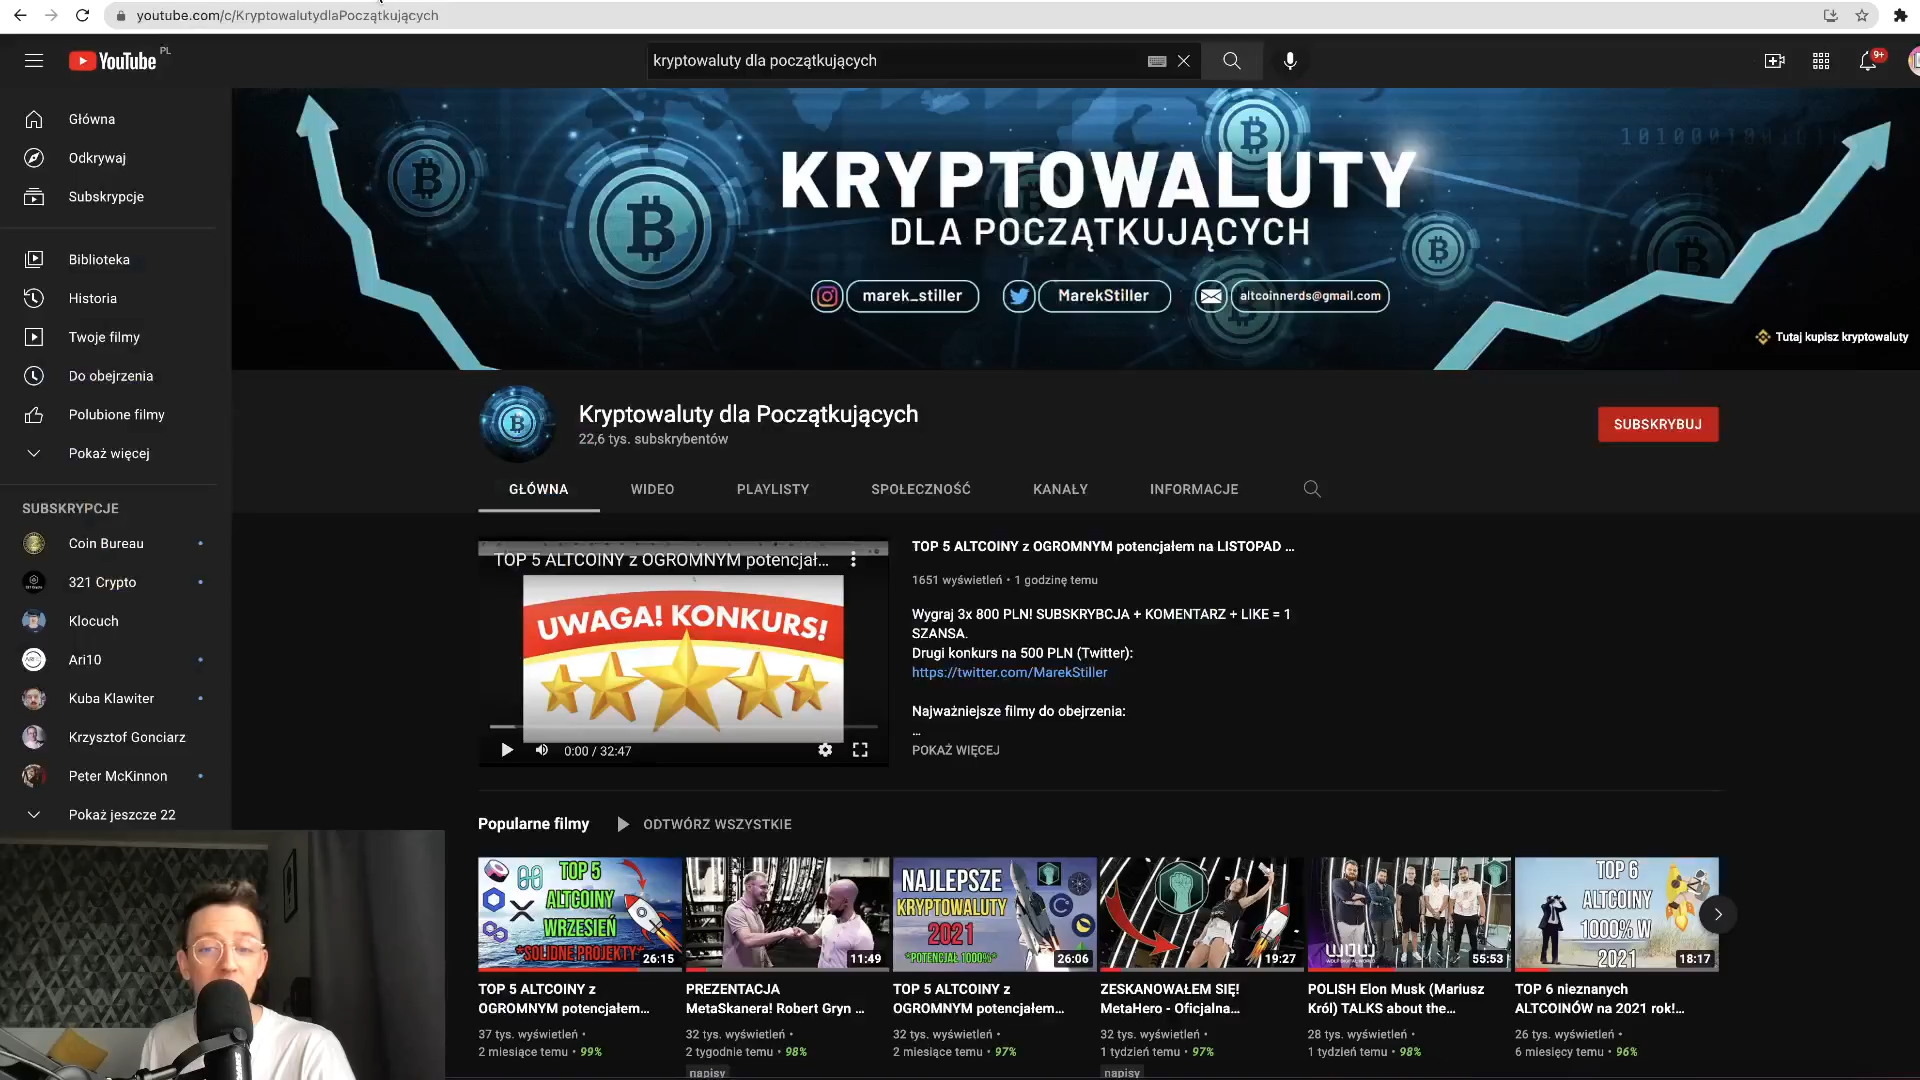 youtube.com/c/KryptowalutydlaPoczątkujących
YouTube PL
kryptowaluty dla początkujących
9+
Główna
Odkrywaj
Subskrypcje
Biblioteka
Historia
Twoje filmy
Do obejrzenia
Polubione filmy
Pokaż więcej
SUBSKRYPCJE
Coin Bureau
321 Crypto
Klocuch
Ari10
Kuba Klawiter
Krzysztof Gonciarz
Peter McKinnon
Pokaż jeszcze 22
KRYPTOWALUTY
DLA POCZĄTKUJĄCYCH
marek_stiller
MarekStiller
altcoinnerds@gmail.com
Tutaj kupisz kryptowaluty
Kryptowaluty dla Początkujących
22,6 tys. subskrybentów
SUBSKRYBUJ
GŁÓWNA
WIDEO
PLAYLISTY
SPOŁECZNOŚĆ
KANAŁY
INFORMACJE
TOP 5 ALTCOINY z OGROMNYM potencjał...
UWAGA! KONKURS!
0:00 / 32:47
TOP 5 ALTCOINY z OGROMNYM potencjałem na LISTOPAD ...
1651 wyświetleń • 1 godzinę temu
Wygraj 3x 800 PLN! SUBSKRYBCJA + KOMENTARZ + LIKE = 1
SZANSA.
Drugi konkurs na 500 PLN (Twitter):
https://twitter.com/MarekStiller
Najważniejsze filmy do obejrzenia:
...
POKAŻ WIĘCEJ
Popularne filmy
ODTWÓRZ WSZYSTKIE
TOP 5
ALTCOINY
WRZESIEŃ
*SOLIDNE PROJEKTY*
26:15
TOP 5 ALTCOINY z
OGROMNYM potencjałem...
37 tys. wyświetleń •
2 miesiące temu • 99%
11:49
PREZENTACJA
MetaSkanera! Robert Gryn ...
32 tys. wyświetleń •
2 tygodnie temu • 98%
napisy
NAJLEPSZE
KRYPTOWALUTY
2021
*POTENCJAŁ 1000%*
26:06
TOP 5 ALTCOINY z
OGROMNYM potencjałem...
32 tys. wyświetleń •
2 miesiące temu • 97%
19:27
ZESKANOWAŁEM SIĘ!
MetaHero - Oficjalna...
32 tys. wyświetleń •
1 tydzień temu • 97%
napisy
WDW
55:53
POLISH Elon Musk (Mariusz
Król) TALKS about the...
28 tys. wyświetleń •
1 tydzień temu • 98%
TOP 6
ALTCOINY
1000% W
2021
18:17
TOP 6 nieznanych
ALTCOINÓW na 2021 rok!...
26 tys. wyświetleń •
6 miesięcy temu • 96%